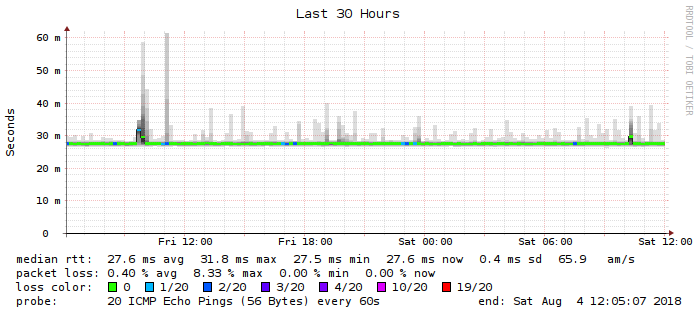 Last 30 Hours
RRDTOOL / TOBI OETIKER
Seconds
60 m
50 m
40 m
30 m
20 m
10 m
0
Fri 12:00 Fri 18:00 Sat 00:00 Sat 06:00 Sat 12:00
median rtt: 27.6 ms avg 31.8 ms max 27.5 ms min 27.6 ms now 0.4 ms sd 65.9 am/s
packet loss: 0.40 % avg 8.33 % max 0.00 % min 0.00 % now
loss color: 0 1/20 2/20 3/20 4/20 10/20 19/20
probe: 20 ICMP Echo Pings (56 Bytes) every 60s end: Sat Aug 4 12:05:07 2018